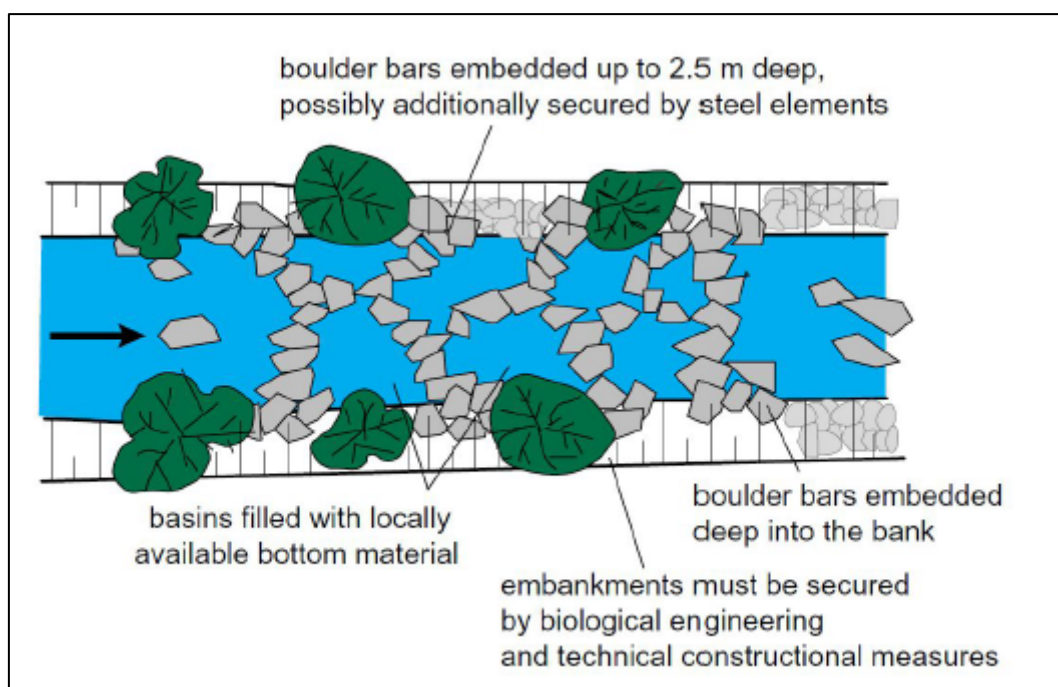 boulder bars embedded up to 2.5 m deep,
possibly additionally secured by steel elements
basins filled with locally
available bottom material
boulder bars embedded
deep into the bank
embankments must be secured
by biological engineering
and technical constructional measures